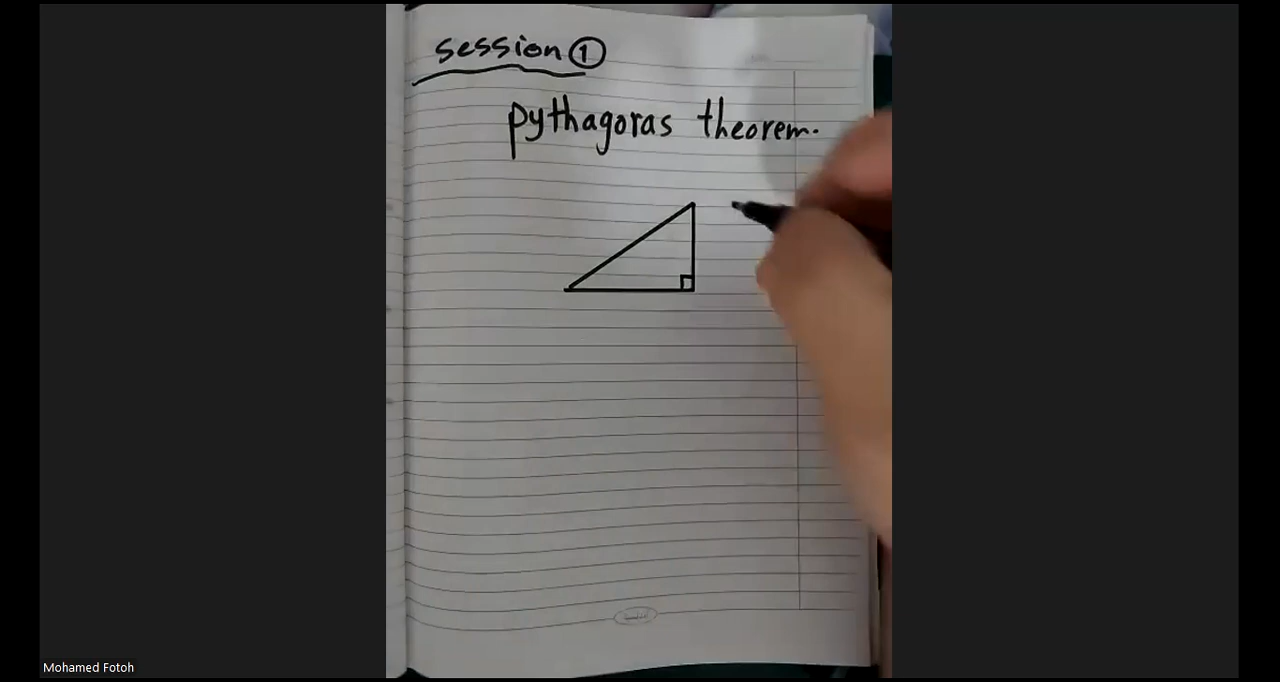 session ①
pythagoras theorem.
Mohamed Fotoh